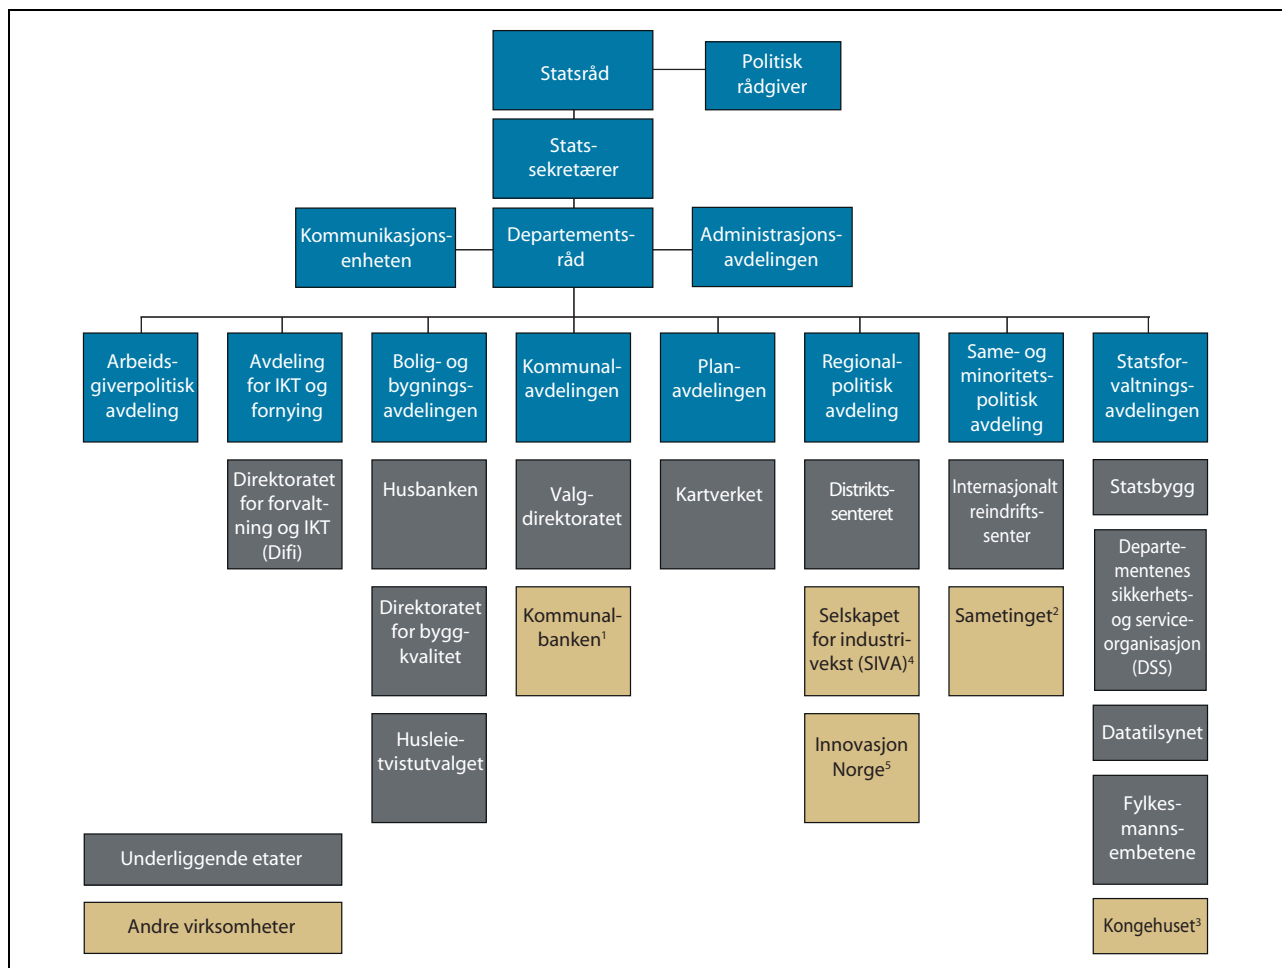 Statsråd
Politisk
rådgiver
Stats-
sekretærer
Kommunikasjons-
enheten
Departements-
råd
Administrasjons-
avdelingen
Arbeids-
giverpolitisk
avdeling
Avdeling
for IKT og
fornying
Bolig- og
bygnings-
avdelingen
Kommunal-
avdelingen
Plan-
avdelingen
Regional-
politisk
avdeling
Same- og
minoritets-
politisk
avdeling
Statsfor-
valtnings-
avdelingen
Direktoratet
for forvalt-
ning og IKT
(Difi)
Husbanken
Valg-
direktoratet
Kartverket
Distrikts-
senteret
Internasjonalt
reindrifts-
senter
Statsbygg
Departe-
mentenes
sikkerhets-
og service-
organisasjon
(DSS)
Direktoratet
for bygg-
kvalitet
Kommunal-
banken¹
Selskapet
for industri-
vekst (SIVA)⁴
Sametinget²
Husleie-
tvistutvalget
Innovasjon
Norge⁵
Datatilsynet
Fylkes-
manns-
embetene
Kongehuset³
Underliggende etater
Andre virksomheter